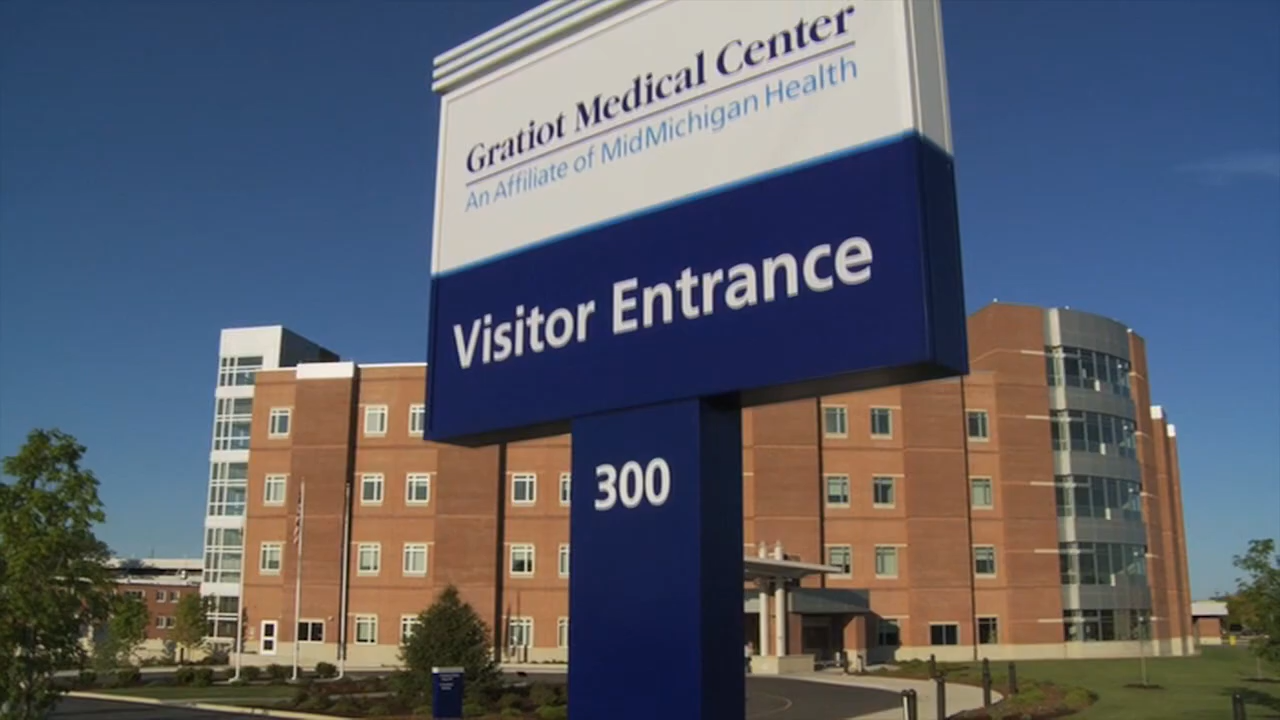 Gratiot Medical Center
An Affiliate of MidMichigan Health
Visitor Entrance
300